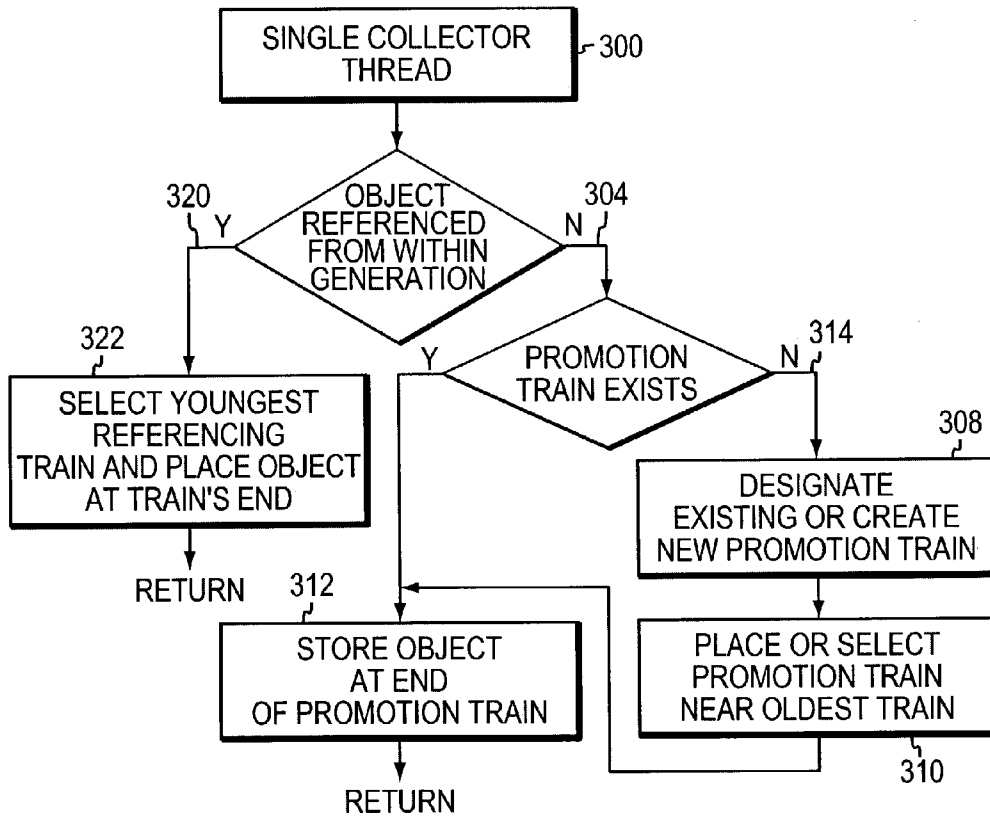 SINGLE COLLECTOR
THREAD
300
OBJECT
REFERENCED
FROM WITHIN
GENERATION
320
Y
N
304
322
SELECT YOUNGEST
REFERENCING
TRAIN AND PLACE OBJECT
AT TRAIN'S END
RETURN
Y
PROMOTION
TRAIN EXISTS
N
314
308
DESIGNATE
EXISTING OR CREATE
NEW PROMOTION TRAIN
312
STORE OBJECT
AT END
OF PROMOTION TRAIN
RETURN
PLACE OR SELECT
PROMOTION TRAIN
NEAR OLDEST TRAIN
310